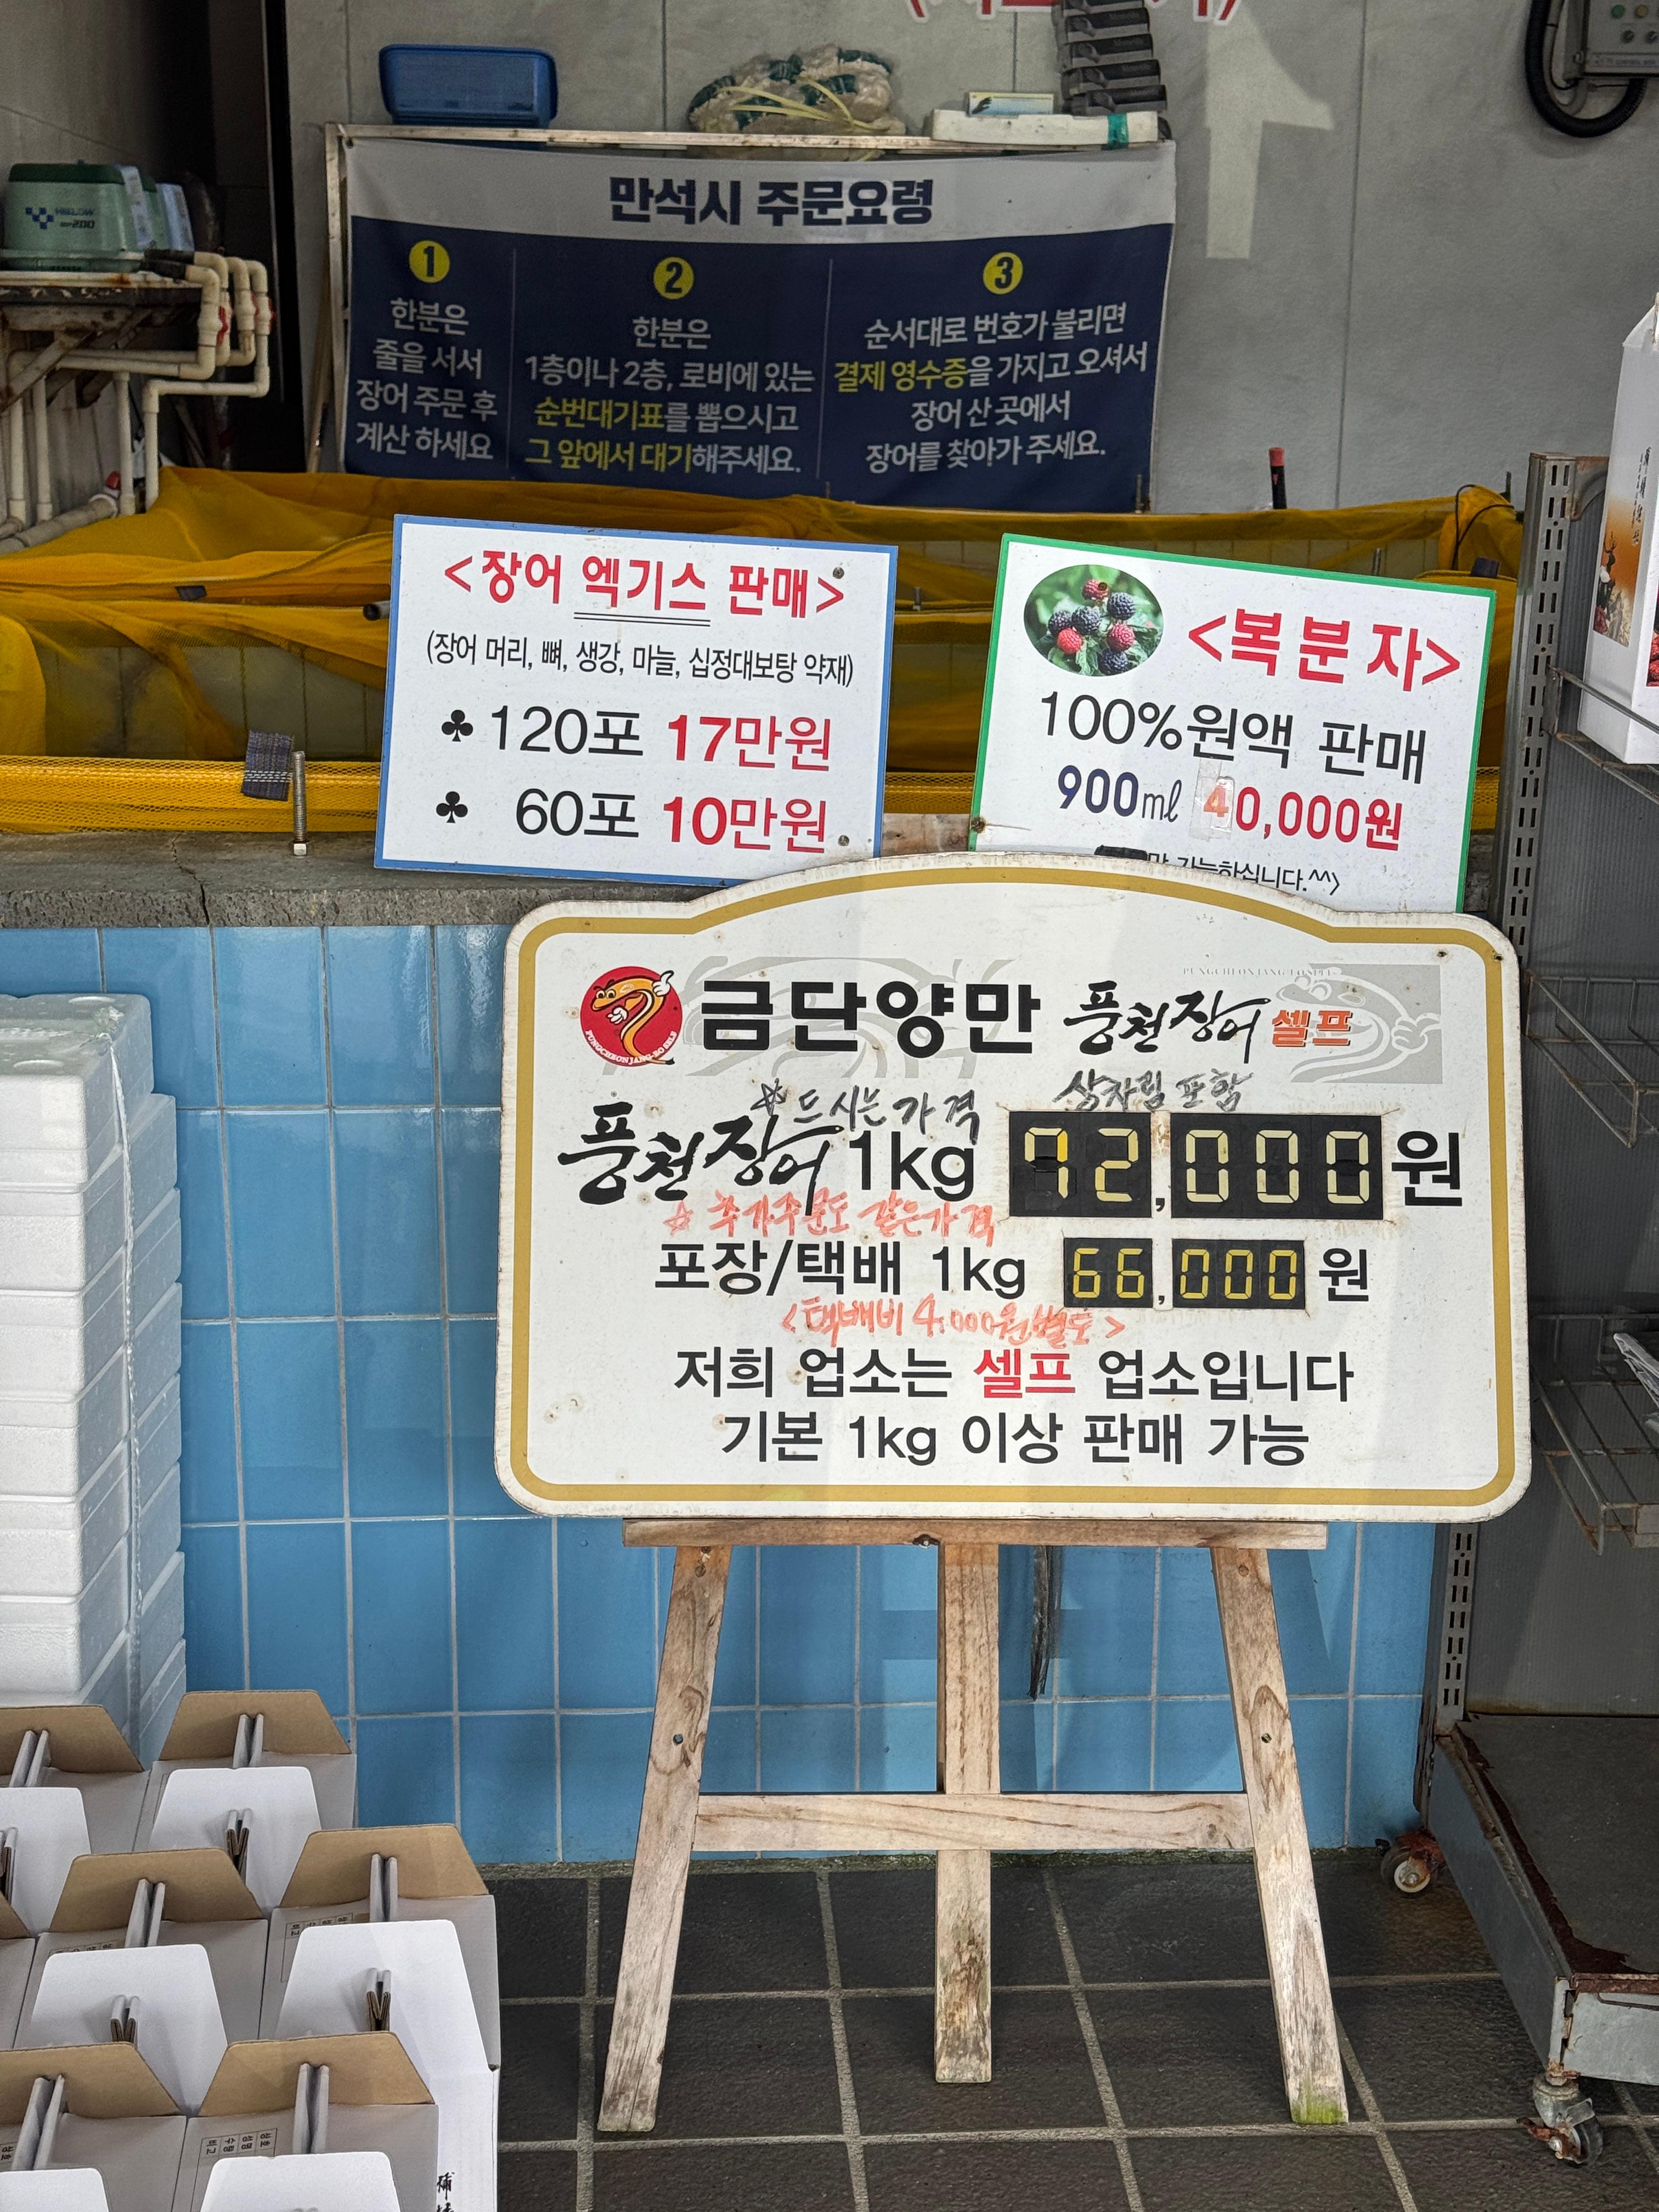 만석시 주문요령
1
한분은
줄을 서서
장어 주문 후
계산 하세요
2
한분은
1층이나 2층, 로비에 있는
순번대기표를 뽑으시고
그 앞에서 대기해주세요.
3
순서대로 번호가 불리면
결제 영수증을 가지고 오셔서
장어 산 곳에서
장어를 찾아가 주세요.
<장어 엑기스 판매>
(장어 머리, 뼈, 생강, 마늘, 십정대보탕 약재)
♣ 120포 17만원
♣ 60포 10만원
<복분자>
100%원액 판매
900㎖ 40,000원
가능하십니다.^^>
금단양만 풍천장어 셀프
☆ 드시는 가격 상차림 포함
풍천장어 1kg 72,000원
☆ 추가주문도 같은가격
포장/택배 1kg 66,000원
<택배비 4,000원 별도>
저희 업소는 셀프 업소입니다
기본 1kg 이상 판매 가능